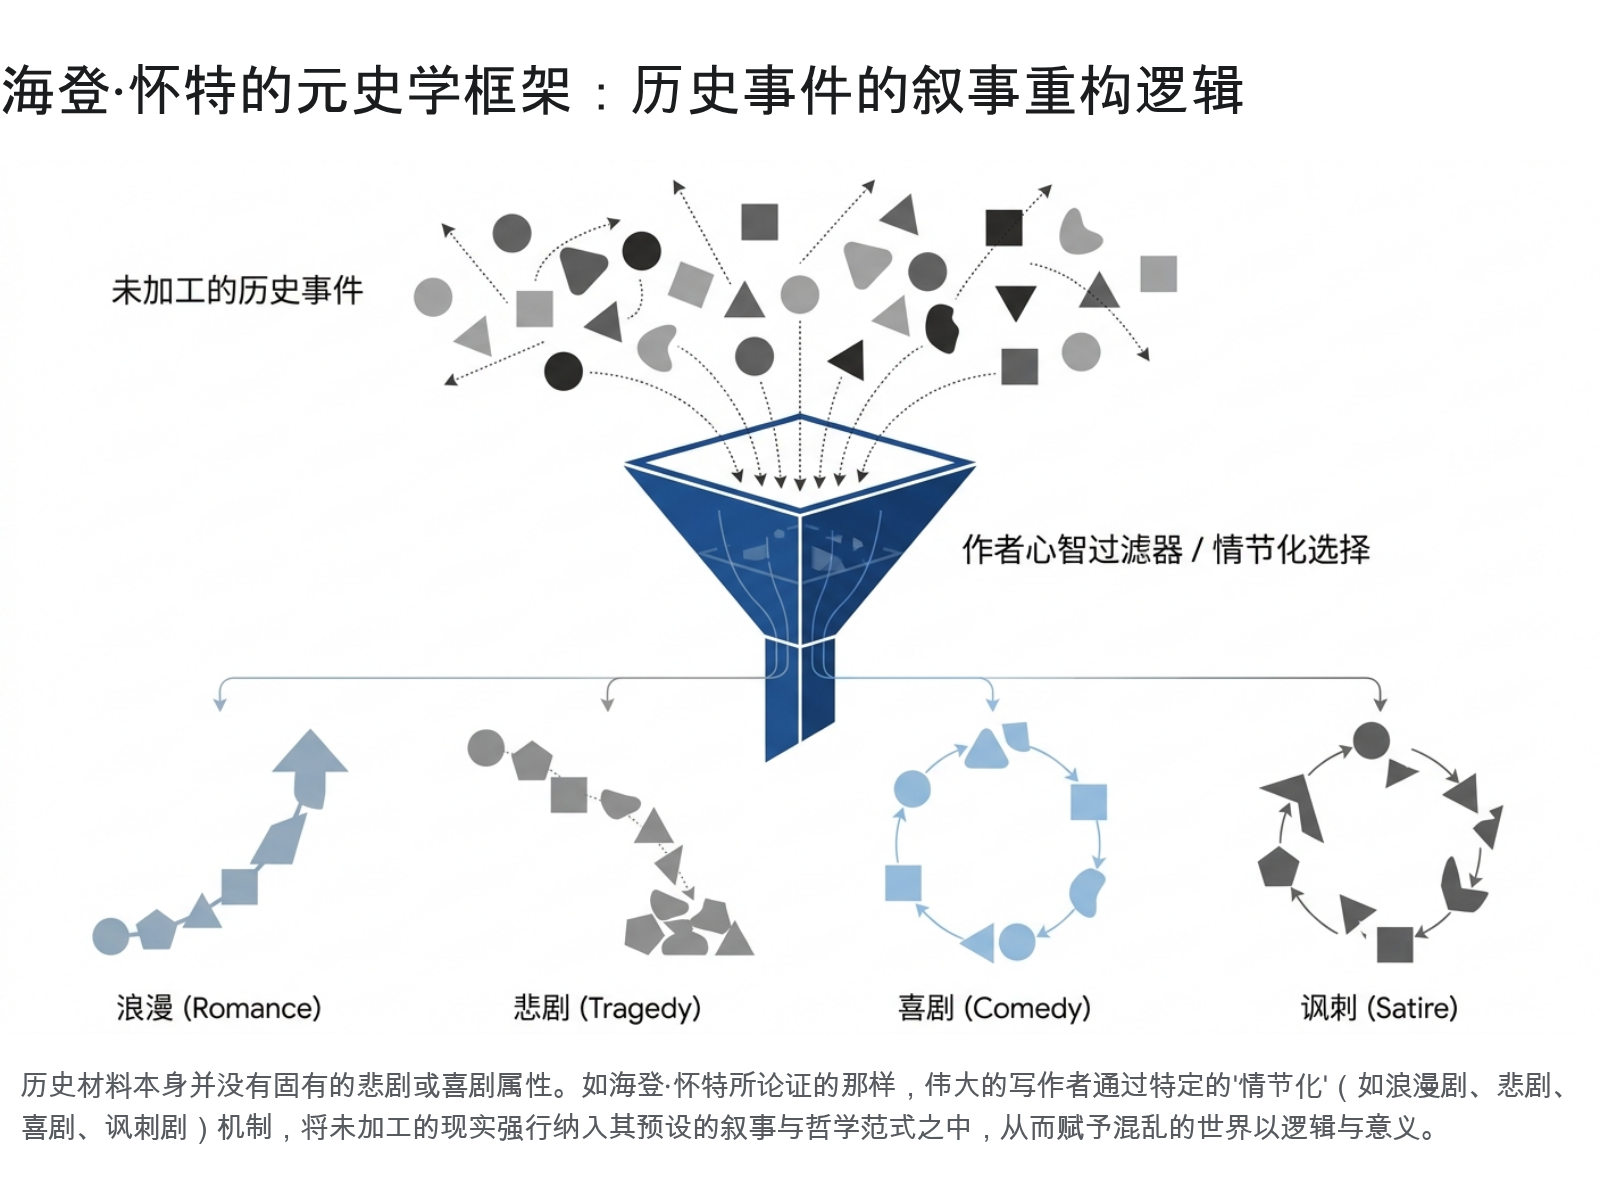 海登·怀特的元史学框架：历史事件的叙事重构逻辑
未加工的历史事件
作者心智过滤器 / 情节化选择
浪漫 (Romance)
悲剧 (Tragedy)
喜剧 (Comedy)
讽刺 (Satire)
历史材料本身并没有固有的悲剧或喜剧属性。如海登·怀特所论证的那样，伟大的写作者通过特定的'情节化'（如浪漫剧、悲剧、
喜剧、讽刺剧）机制，将未加工的现实强行纳入其预设的叙事与哲学范式之中，从而赋予混乱的世界以逻辑与意义。